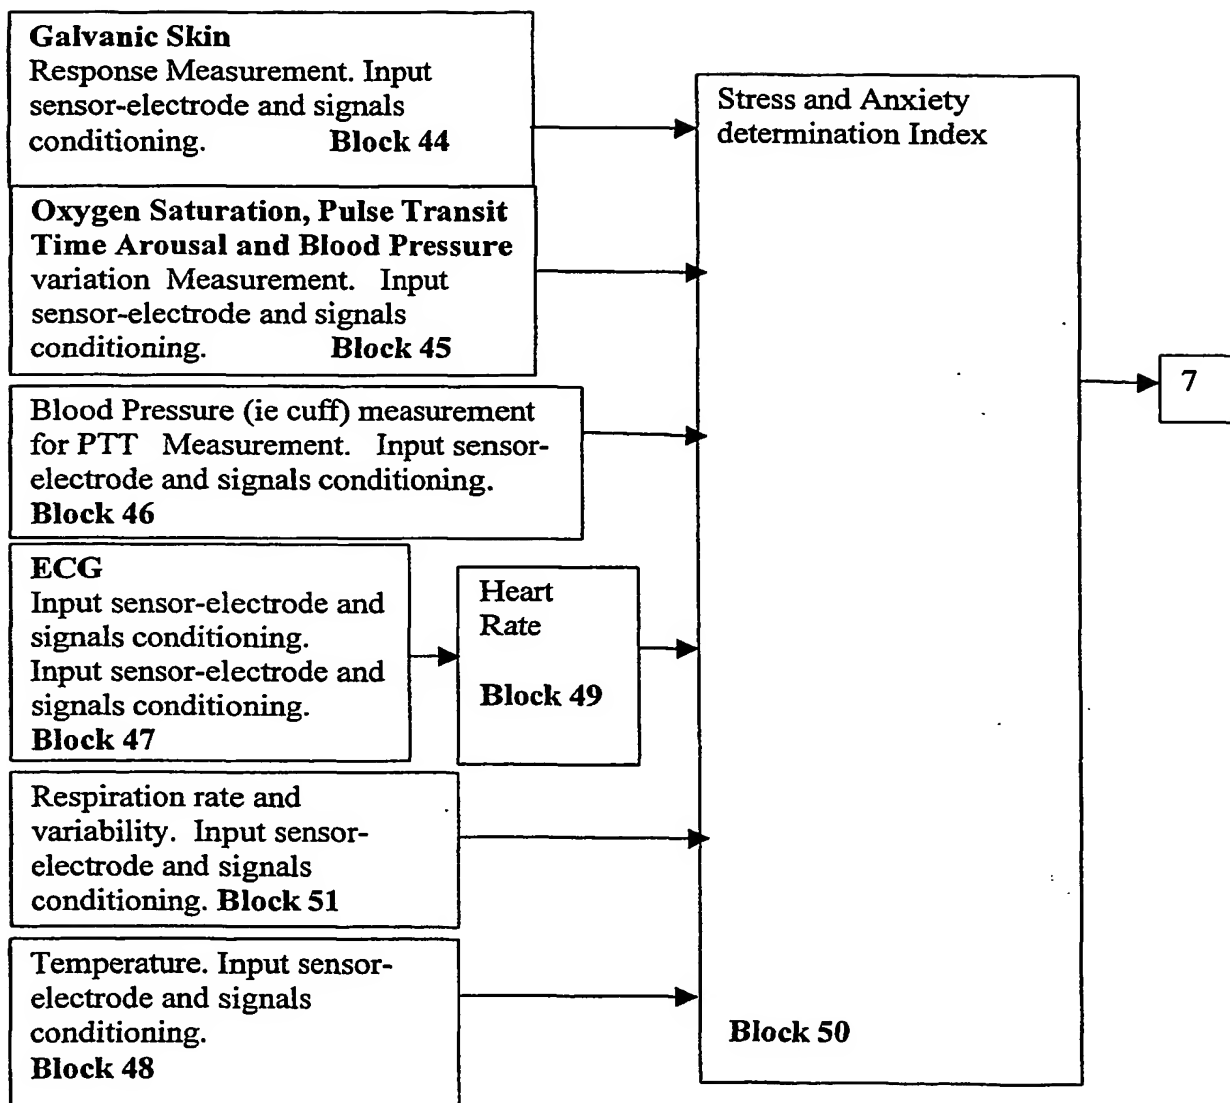 Galvanic Skin
Response Measurement. Input
sensor-electrode and signals
conditioning. Block 44
Oxygen Saturation, Pulse Transit
Time Arousal and Blood Pressure
variation Measurement. Input
sensor-electrode and signals
conditioning. Block 45
Blood Pressure (ie cuff) measurement
for PTT Measurement. Input sensor-
electrode and signals conditioning.
Block 46
ECG
Input sensor-electrode and
signals conditioning.
Input sensor-electrode and
signals conditioning.
Block 47
Heart
Rate
Block 49
Respiration rate and
variability. Input sensor-
electrode and signals
conditioning. Block 51
Temperature. Input sensor-
electrode and signals
conditioning.
Block 48
Stress and Anxiety
determination Index
Block 50
7